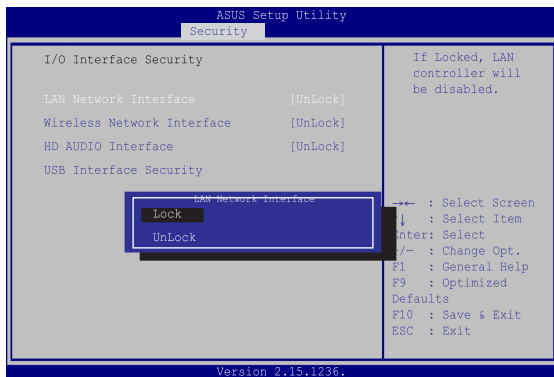 ASUS Setup Utility
Security
I/O Interface Security
LAN Network Interface [UnLock]
Wireless Network Interface [UnLock]
HD AUDIO Interface [UnLock]
USB Interface Security
LAN Network Interface
Lock
UnLock
If Locked, LAN
controller will
be disabled.
→← : Select Screen
↓ : Select Item
Enter: Select
+/— : Change Opt.
F1 : General Help
F9 : Optimized
Defaults
F10 : Save & Exit
ESC : Exit
Version 2.15.1236.